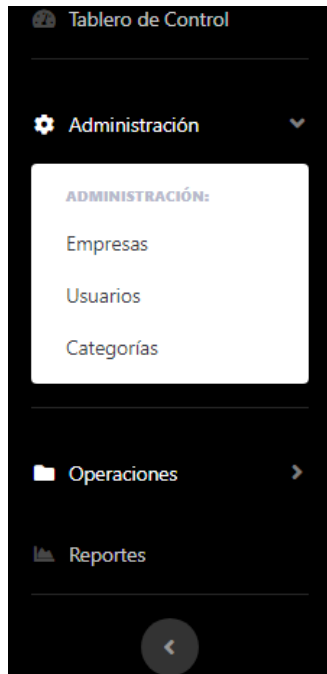 Tablero de Control
Administración
ADMINISTRACIÓN:
Empresas
Usuarios
Categorías
Operaciones
Reportes